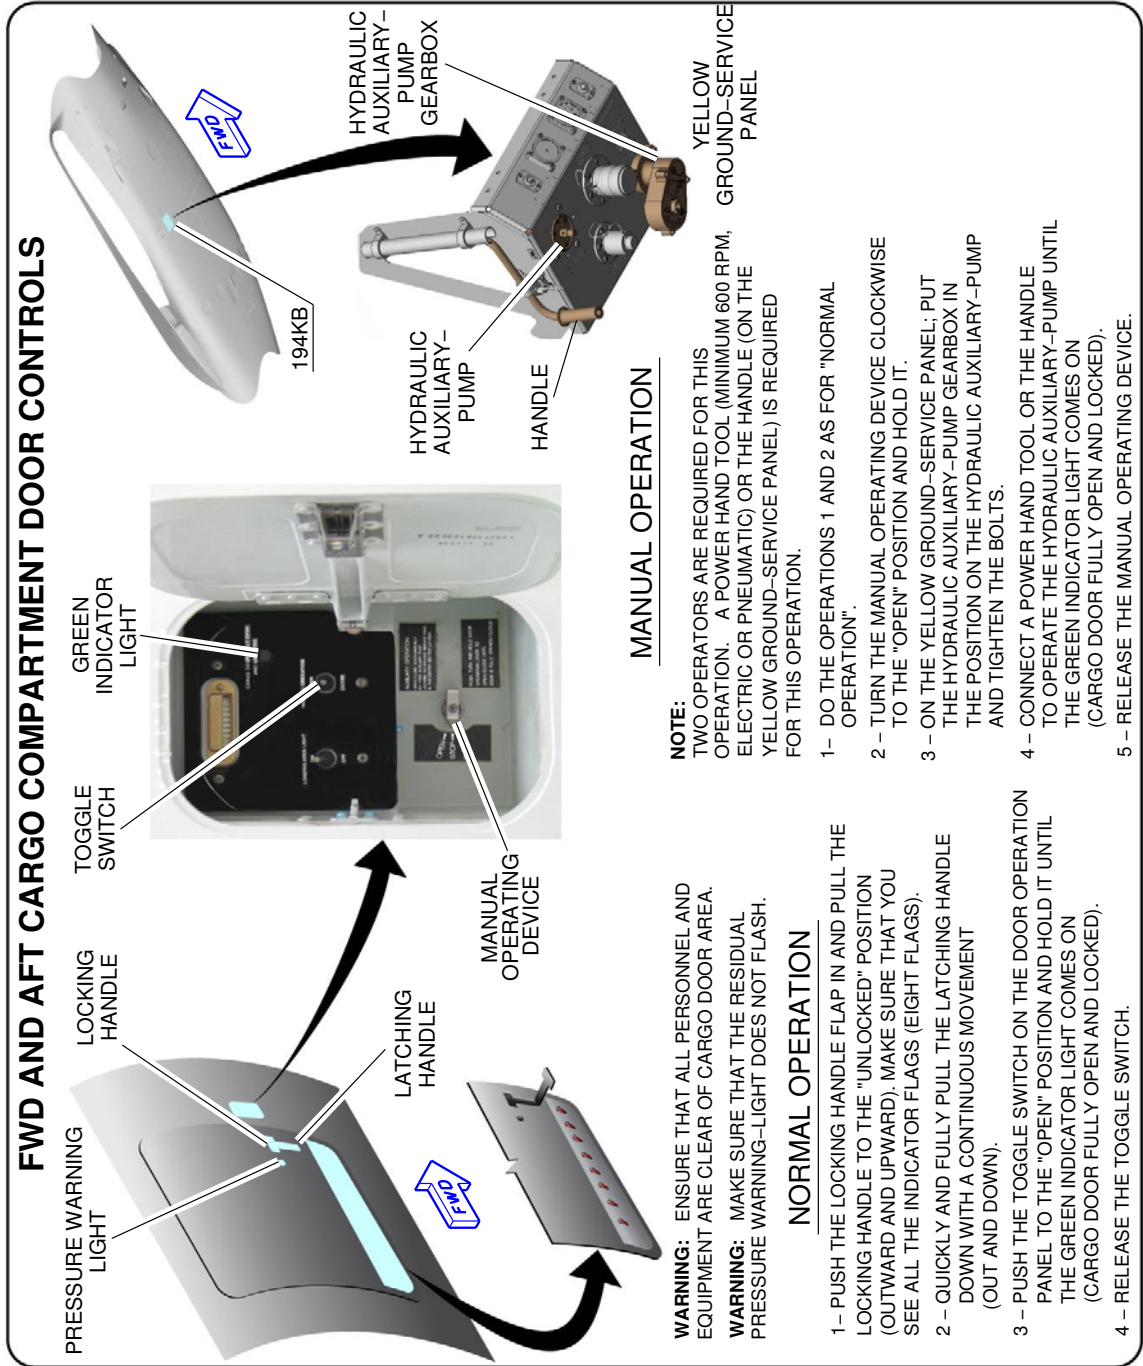 FWD AND AFT CARGO COMPARTMENT DOOR CONTROLS
PRESSURE WARNING
LIGHT
LOCKING
HANDLE
LATCHING
HANDLE
FWD
TOGGLE
SWITCH
GREEN
INDICATOR
LIGHT
MANUAL
OPERATING
DEVICE
OPEN
STOP
OFF
194KB
FWD
HYDRAULIC
AUXILIARY–
PUMP
GEARBOX
HYDRAULIC
AUXILIARY–
PUMP
HANDLE
YELLOW
GROUND–SERVICE
PANEL
WARNING: ENSURE THAT ALL PERSONNEL AND
EQUIPMENT ARE CLEAR OF CARGO DOOR AREA.
WARNING: MAKE SURE THAT THE RESIDUAL
PRESSURE WARNING–LIGHT DOES NOT FLASH.
NORMAL OPERATION
1– PUSH THE LOCKING HANDLE FLAP IN AND PULL THE
LOCKING HANDLE TO THE "UNLOCKED" POSITION
(OUTWARD AND UPWARD). MAKE SURE THAT YOU
SEE ALL THE INDICATOR FLAGS (EIGHT FLAGS).
2 – QUICKLY AND FULLY PULL THE LATCHING HANDLE
DOWN WITH A CONTINUOUS MOVEMENT
(OUT AND DOWN).
3 – PUSH THE TOGGLE SWITCH ON THE DOOR OPERATION
PANEL TO THE "OPEN" POSITION AND HOLD IT UNTIL
THE GREEN INDICATOR LIGHT COMES ON
(CARGO DOOR FULLY OPEN AND LOCKED).
4 – RELEASE THE TOGGLE SWITCH.
MANUAL OPERATION
NOTE:
TWO OPERATORS ARE REQUIRED FOR THIS
OPERATION. A POWER HAND TOOL (MINIMUM 600 RPM,
ELECTRIC OR PNEUMATIC) OR THE HANDLE (ON THE
YELLOW GROUND–SERVICE PANEL) IS REQUIRED
FOR THIS OPERATION.
1– DO THE OPERATIONS 1 AND 2 AS FOR "NORMAL
OPERATION".
2 – TURN THE MANUAL OPERATING DEVICE CLOCKWISE
TO THE "OPEN" POSITION AND HOLD IT.
3 – ON THE YELLOW GROUND–SERVICE PANEL; PUT
THE HYDRAULIC AUXILIARY–PUMP GEARBOX IN
THE POSITION ON THE HYDRAULIC AUXILIARY–PUMP
AND TIGHTEN THE BOLTS.
4 – CONNECT A POWER HAND TOOL OR THE HANDLE
TO OPERATE THE HYDRAULIC AUXILIARY–PUMP UNTIL
THE GREEN INDICATOR LIGHT COMES ON
(CARGO DOOR FULLY OPEN AND LOCKED).
5 – RELEASE THE MANUAL OPERATING DEVICE.